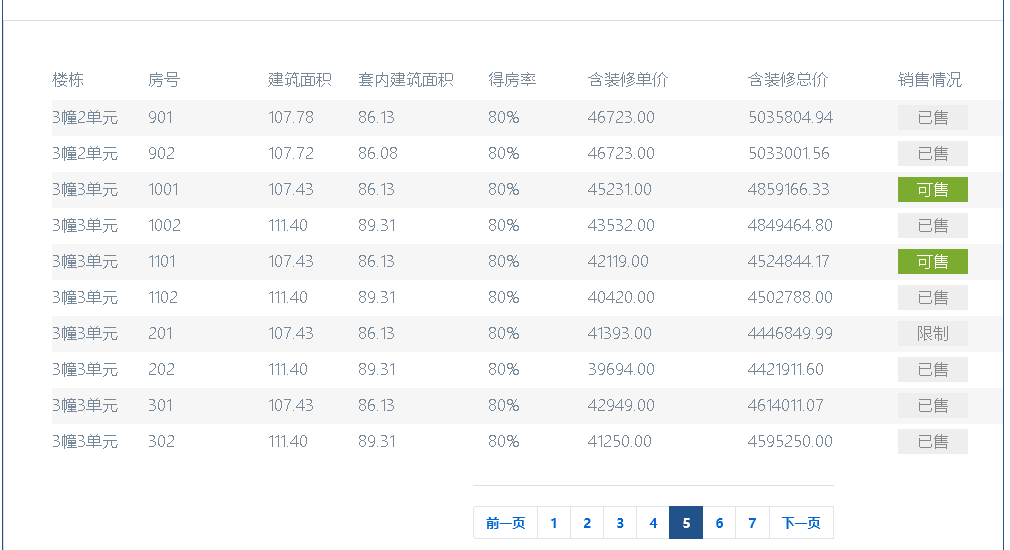 楼栋 房号 建筑面积 套内建筑面积 得房率 含装修单价 含装修总价 销售情况
3幢2单元 901 107.78 86.13 80% 46723.00 5035804.94 已售
3幢2单元 902 107.72 86.08 80% 46723.00 5033001.56 已售
3幢3单元 1001 107.43 86.13 80% 45231.00 4859166.33 可售
3幢3单元 1002 111.40 89.31 80% 43532.00 4849464.80 已售
3幢3单元 1101 107.43 86.13 80% 42119.00 4524844.17 可售
3幢3单元 1102 111.40 89.31 80% 40420.00 4502788.00 已售
3幢3单元 201 107.43 86.13 80% 41393.00 4446849.99 限制
3幢3单元 202 111.40 89.31 80% 39694.00 4421911.60 已售
3幢3单元 301 107.43 86.13 80% 42949.00 4614011.07 已售
3幢3单元 302 111.40 89.31 80% 41250.00 4595250.00 已售
前一页 1 2 3 4 5 6 7 下一页